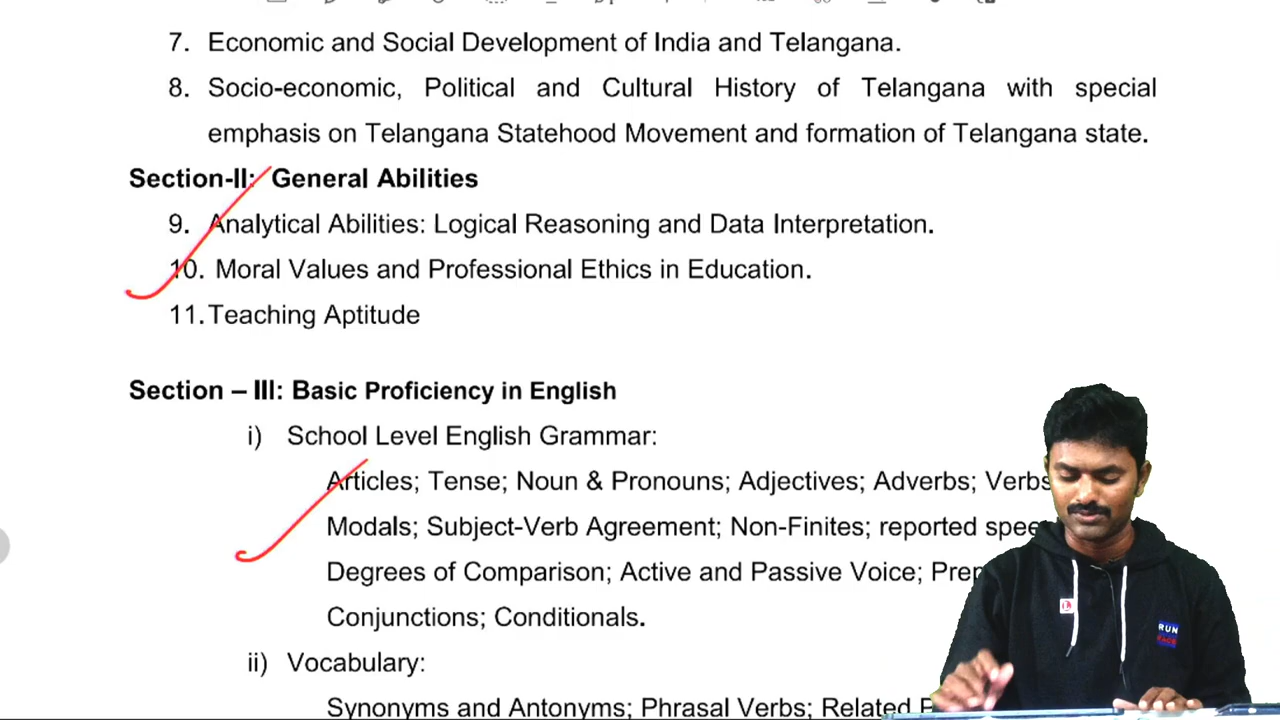 7. Economic and Social Development of India and Telangana.
8. Socio-economic, Political and Cultural History of Telangana with special
emphasis on Telangana Statehood Movement and formation of Telangana state.
Section-II: General Abilities
9. Analytical Abilities: Logical Reasoning and Data Interpretation.
10. Moral Values and Professional Ethics in Education.
11. Teaching Aptitude
Section – III: Basic Proficiency in English
i) School Level English Grammar:
Articles; Tense; Noun & Pronouns; Adjectives; Adverbs; Verbs
Modals; Subject-Verb Agreement; Non-Finites; reported
Degrees of Comparison; Active and Passive Voice;
Conjunctions; Conditionals.
ii) Vocabulary:
Synonyms and Antonyms; Phrasal Verbs; Related
RUN